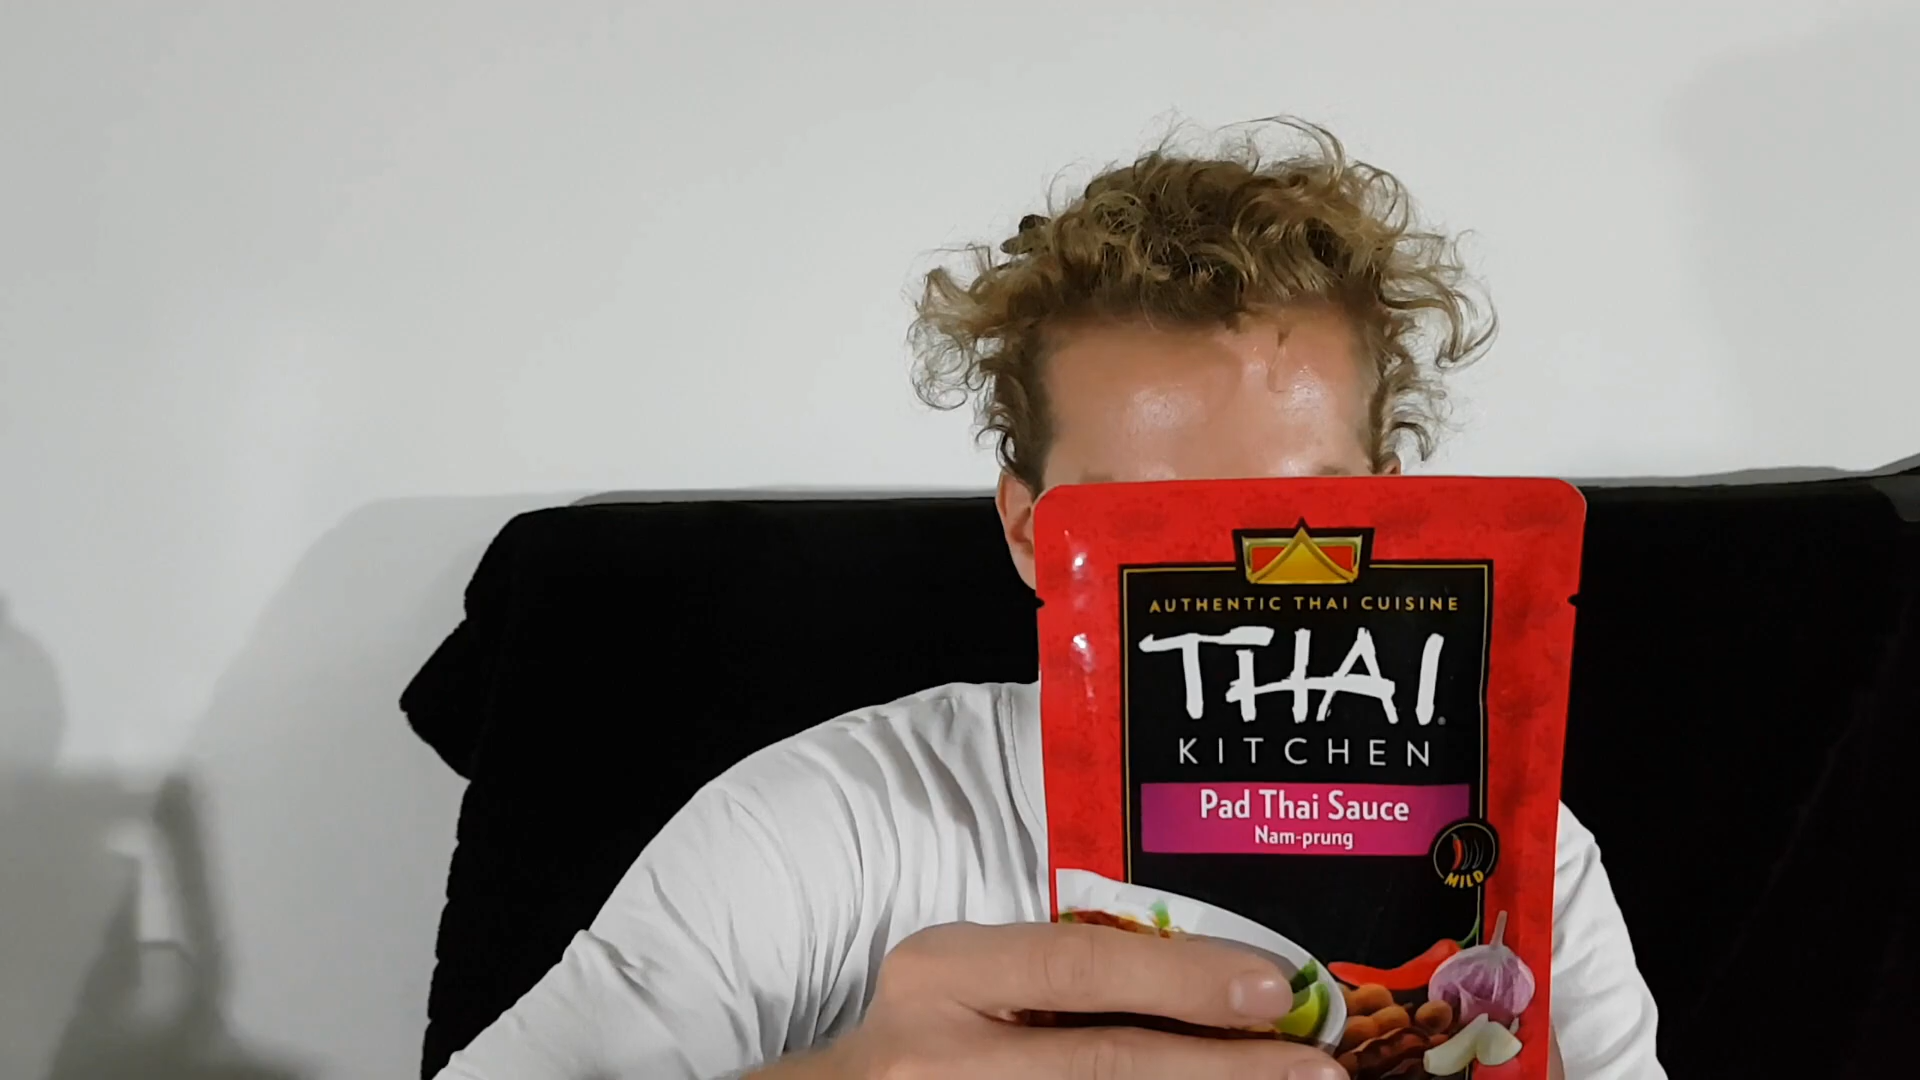 AUTHENTIC THAI CUISINE
THAI
KITCHEN
Pad Thai Sauce
Nam-prung
MILD